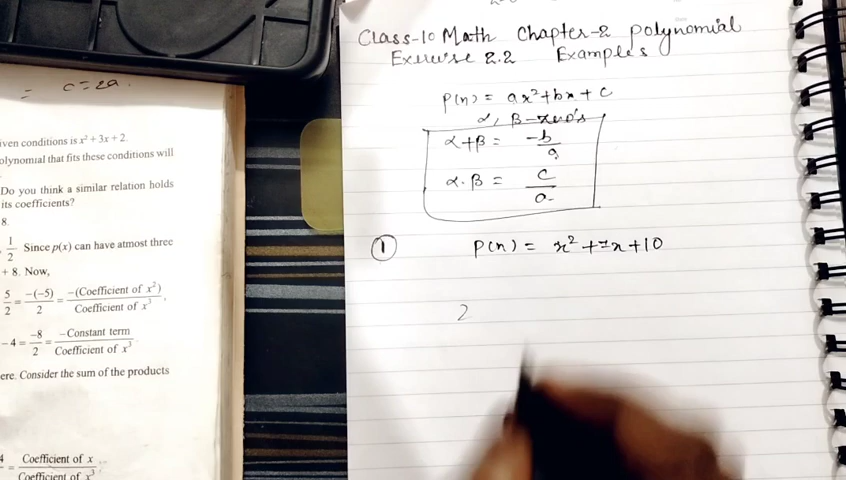 = c = 2a.
iven conditions is x² + 3x + 2.
olynomial that fits these conditions will
Do you think a similar relation holds
its coefficients?
8.
1/2 Since p(x) can have atmost three
+ 8. Now,
5/2 = -(-5)/2 = -(Coefficient of x²)/Coefficient of x³,
-4 = -8/2 = -Constant term/Coefficient of x³
ere. Consider the sum of the products
4/ = Coefficient of x/Coefficient of x³
Class-10 Math Chapter-2 Polynomial
Exercise 2.2 Examples
P(n) = ax² + bx + c
α, β - zero's
α + β = -b/a
α . β = c/a
① P(n) = x² + 7x + 10
2